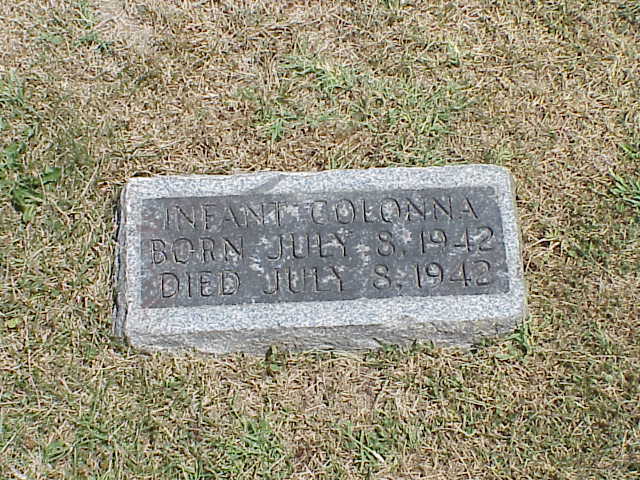 INFANT COLONNA
BORN JULY 8, 1942
DIED JULY 8, 1942